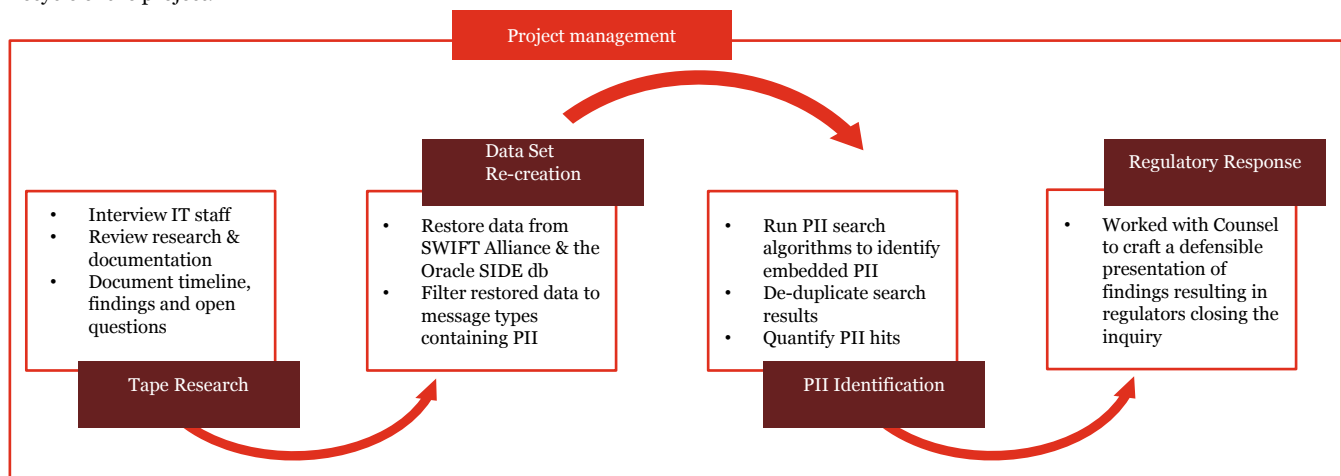 of the project.
Project management
Data Set
Re-creation
Regulatory Response
• Interview IT staff
• Review research &
documentation
• Document timeline,
findings and open
questions
Tape Research
• Restore data from
SWIFT Alliance & the
Oracle SIDE db
• Filter restored data to
message types
containing PII
• Run PII search
algorithms to identify
embedded PII
• De-duplicate search
results
• Quantify PII hits
PII Identification
• Worked with Counsel
to craft a defensible
presentation of
findings resulting in
regulators closing the
inquiry